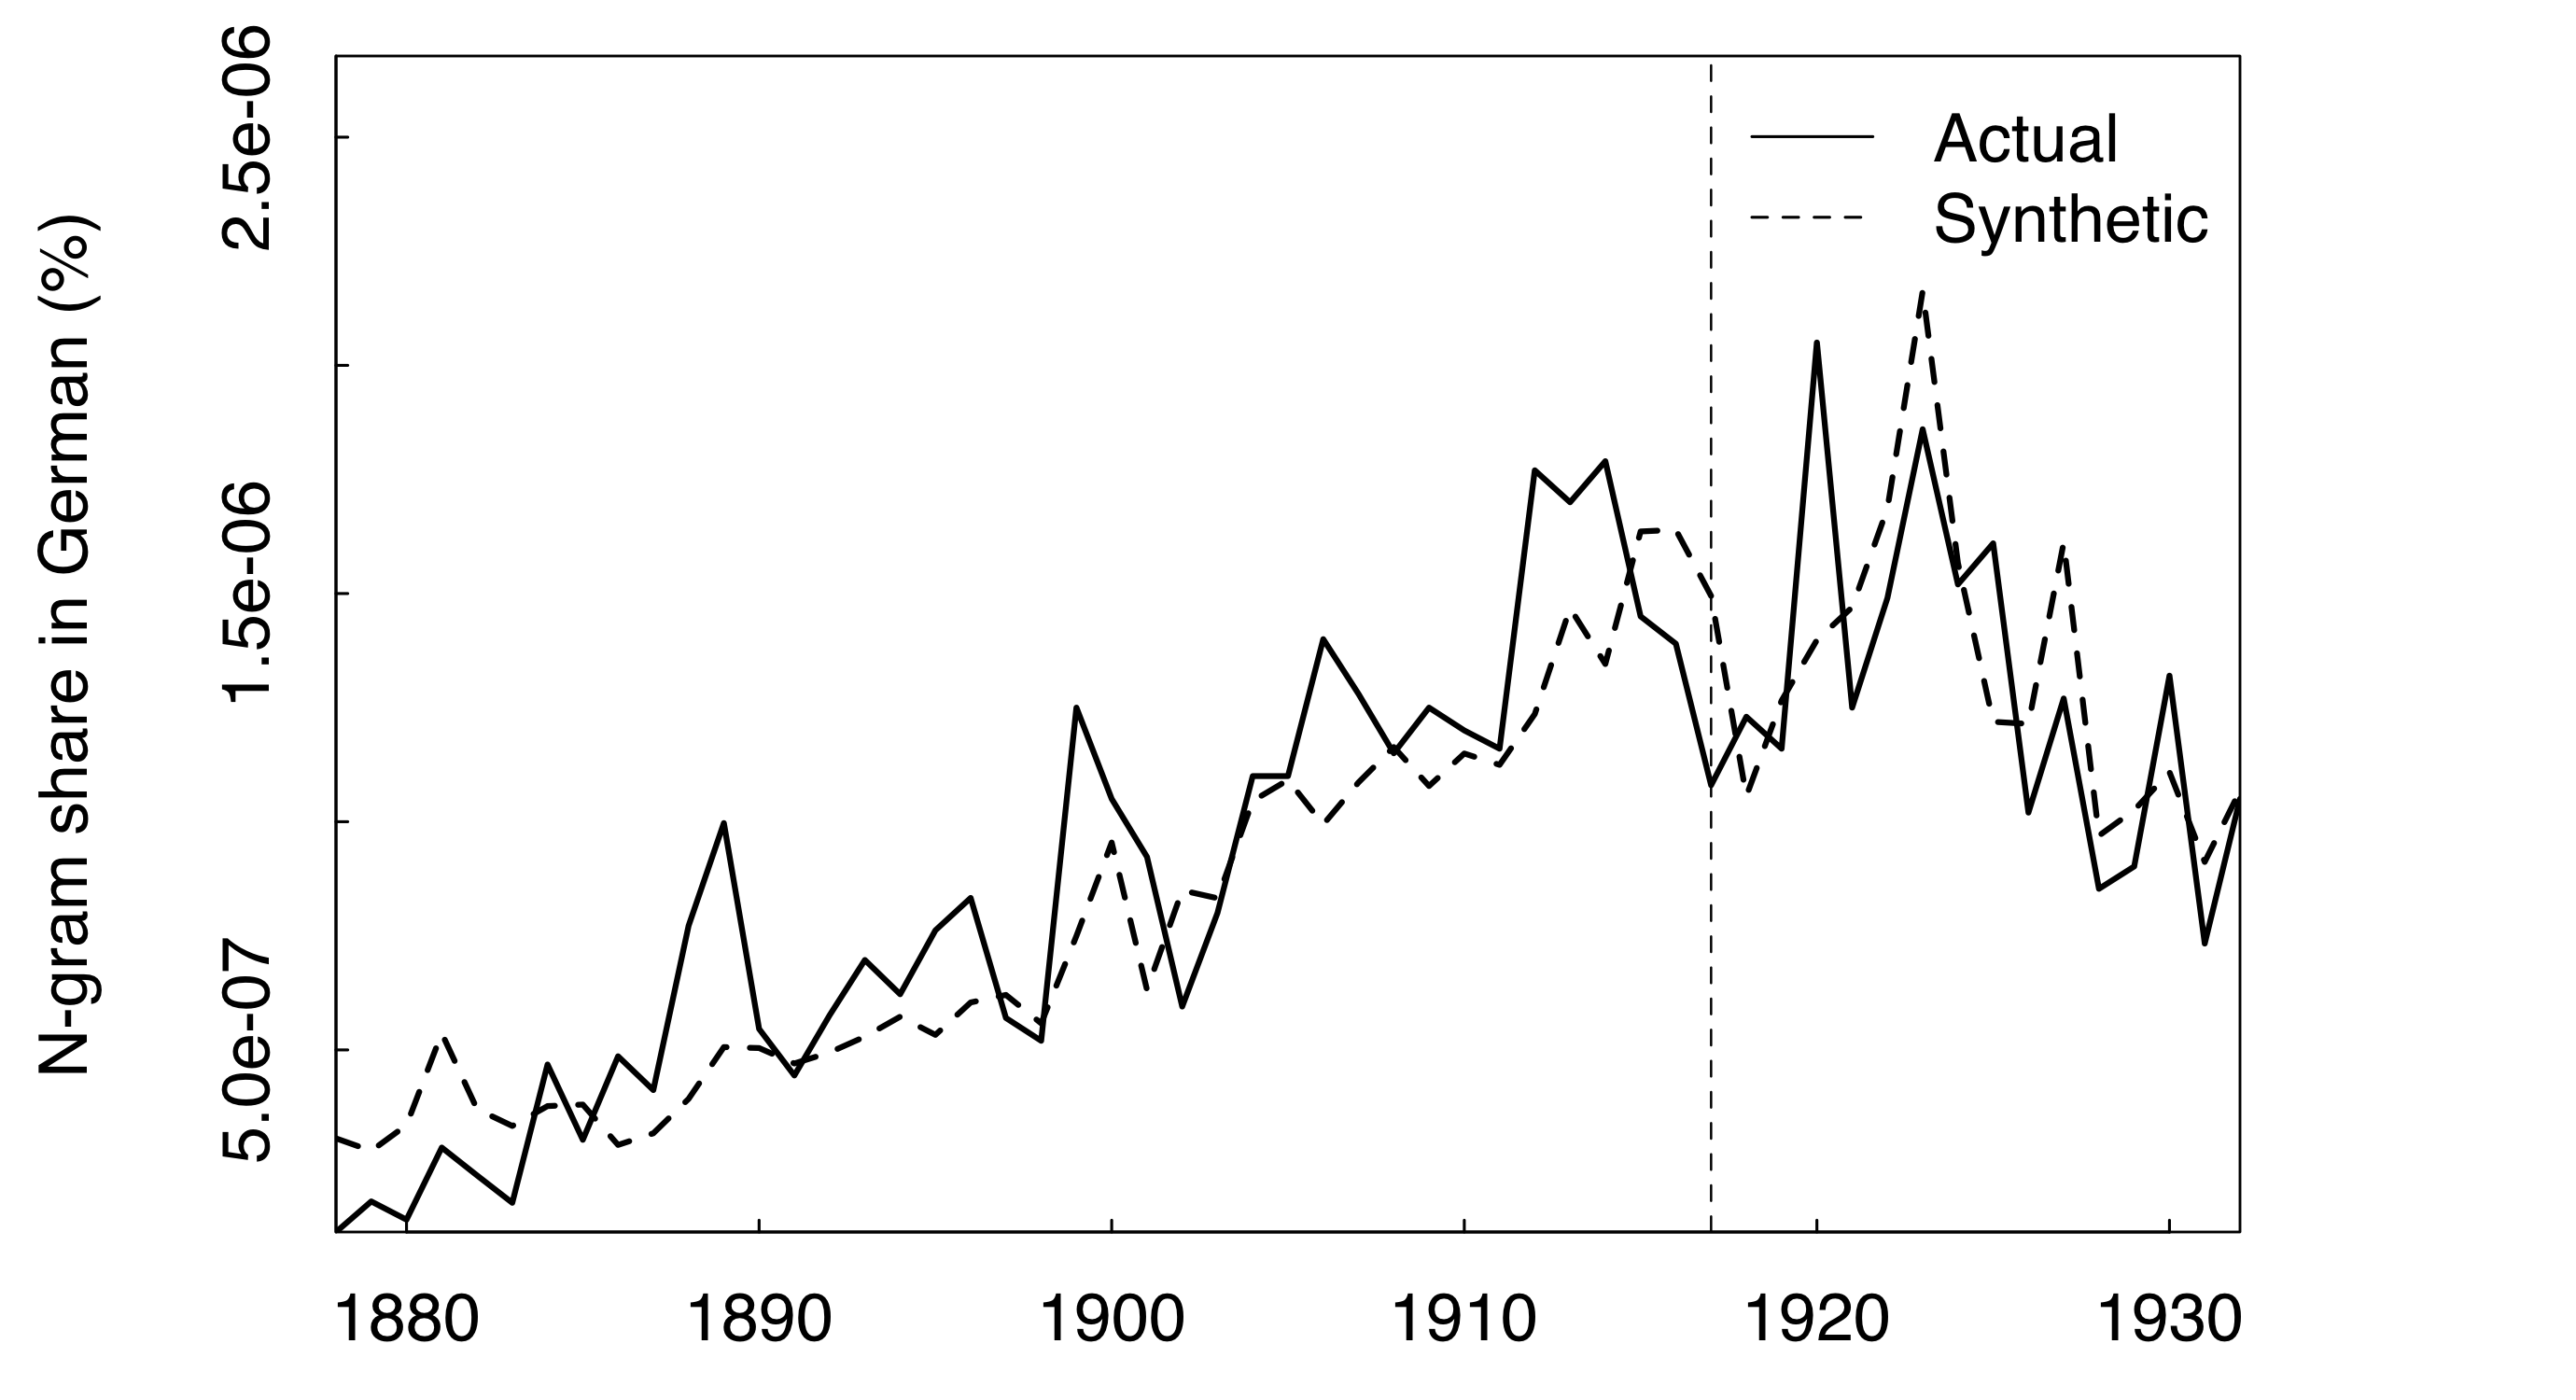 N-gram share in German (%)
2.5e-06
1.5e-06
5.0e-07
Actual
Synthetic
1880 1890 1900 1910 1920 1930